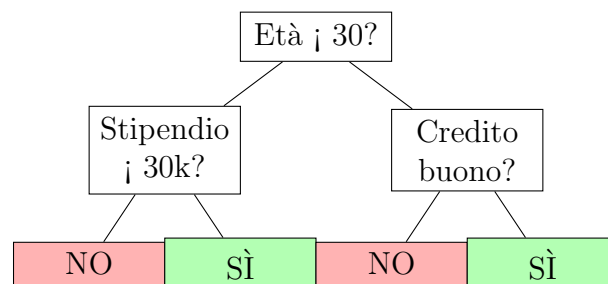 Età ¡ 30?
Stipendio
¡ 30k?
Credito
buono?
NO
SÌ
NO
SÌ